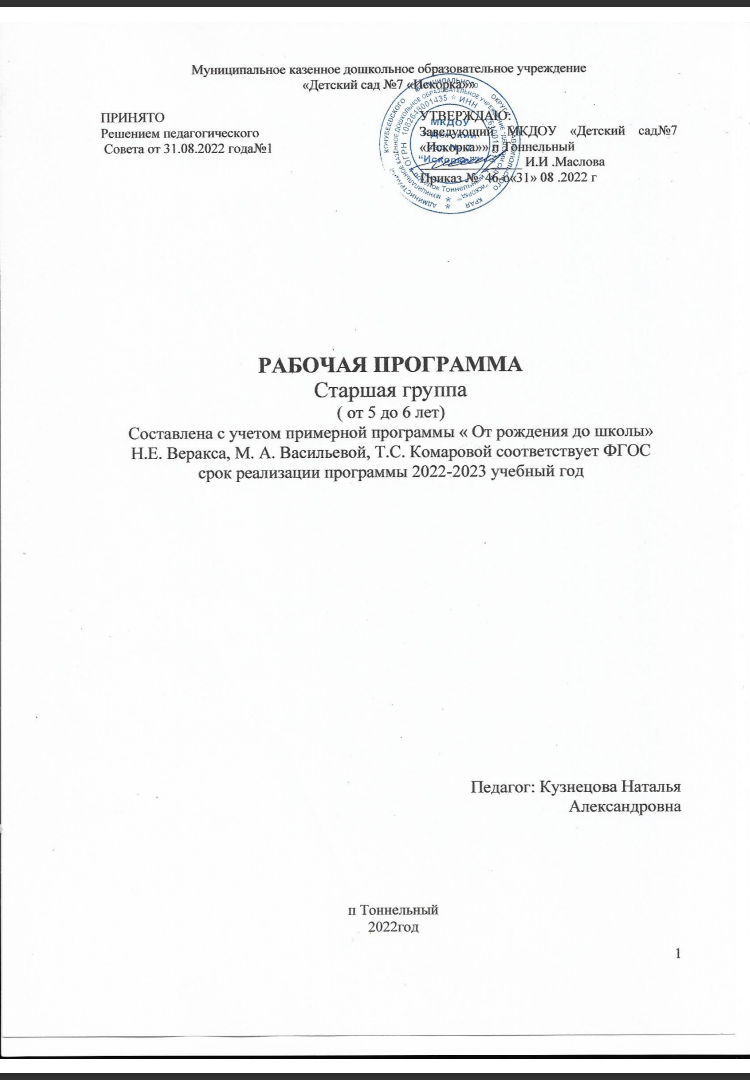 Муниципальное казенное дошкольное образовательное учреждение
«Детский сад №7 «Искорка»»
ПРИНЯТО
Решением педагогического
Совета от 31.08.2022 года№1
УТВЕРЖДАЮ:
Заведующий МКДОУ «Детский сад№7
«Искорка»» п Тоннельный
И.И .Маслова
Приказ № 46-о«31» 08 .2022 г
МКДОУ
"Детский
"Искорка"
РАБОЧАЯ ПРОГРАММА
Старшая группа
( от 5 до 6 лет)
Составлена с учетом примерной программы « От рождения до школы»
Н.Е. Веракса, М. А. Васильевой, Т.С. Комаровой соответствует ФГОС
срок реализации программы 2022-2023 учебный год
Педагог: Кузнецова Наталья
Александровна
п Тоннельный
2022год
1